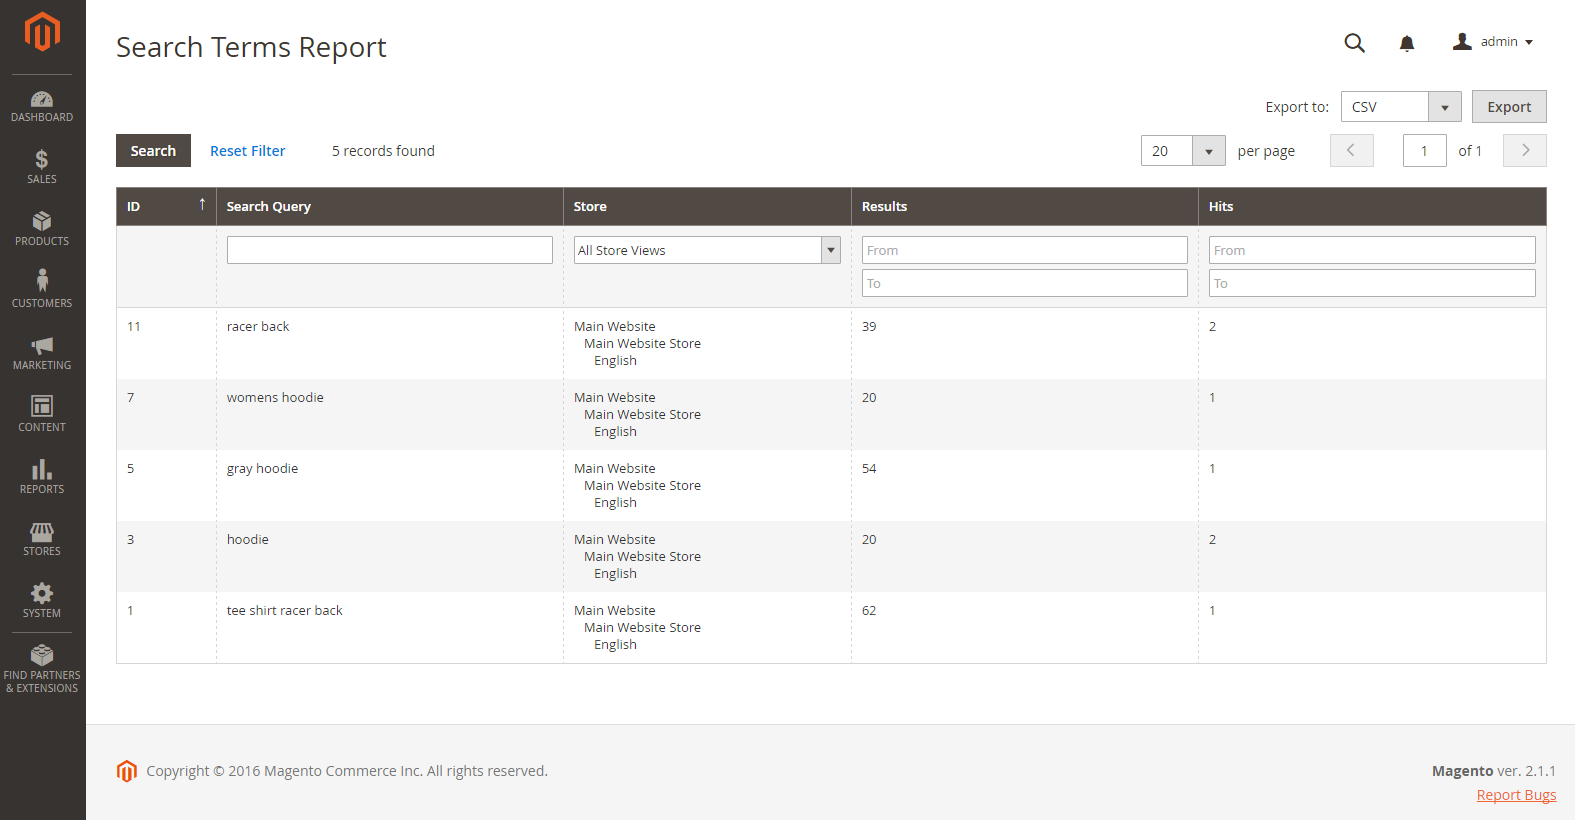 Search Terms Report
admin
Export to: CSV Export
Search Reset Filter 5 records found 20 per page 1 of 1
ID Search Query Store Results Hits
All Store Views From From
To To
11 racer back Main Website 39 2
Main Website Store
English
7 womens hoodie Main Website 20 1
Main Website Store
English
5 gray hoodie Main Website 54 1
Main Website Store
English
3 hoodie Main Website 20 2
Main Website Store
English
1 tee shirt racer back Main Website 62 1
Main Website Store
English
DASHBOARD
SALES
PRODUCTS
CUSTOMERS
MARKETING
CONTENT
REPORTS
STORES
SYSTEM
FIND PARTNERS
& EXTENSIONS
Copyright © 2016 Magento Commerce Inc. All rights reserved. Magento ver. 2.1.1
Report Bugs